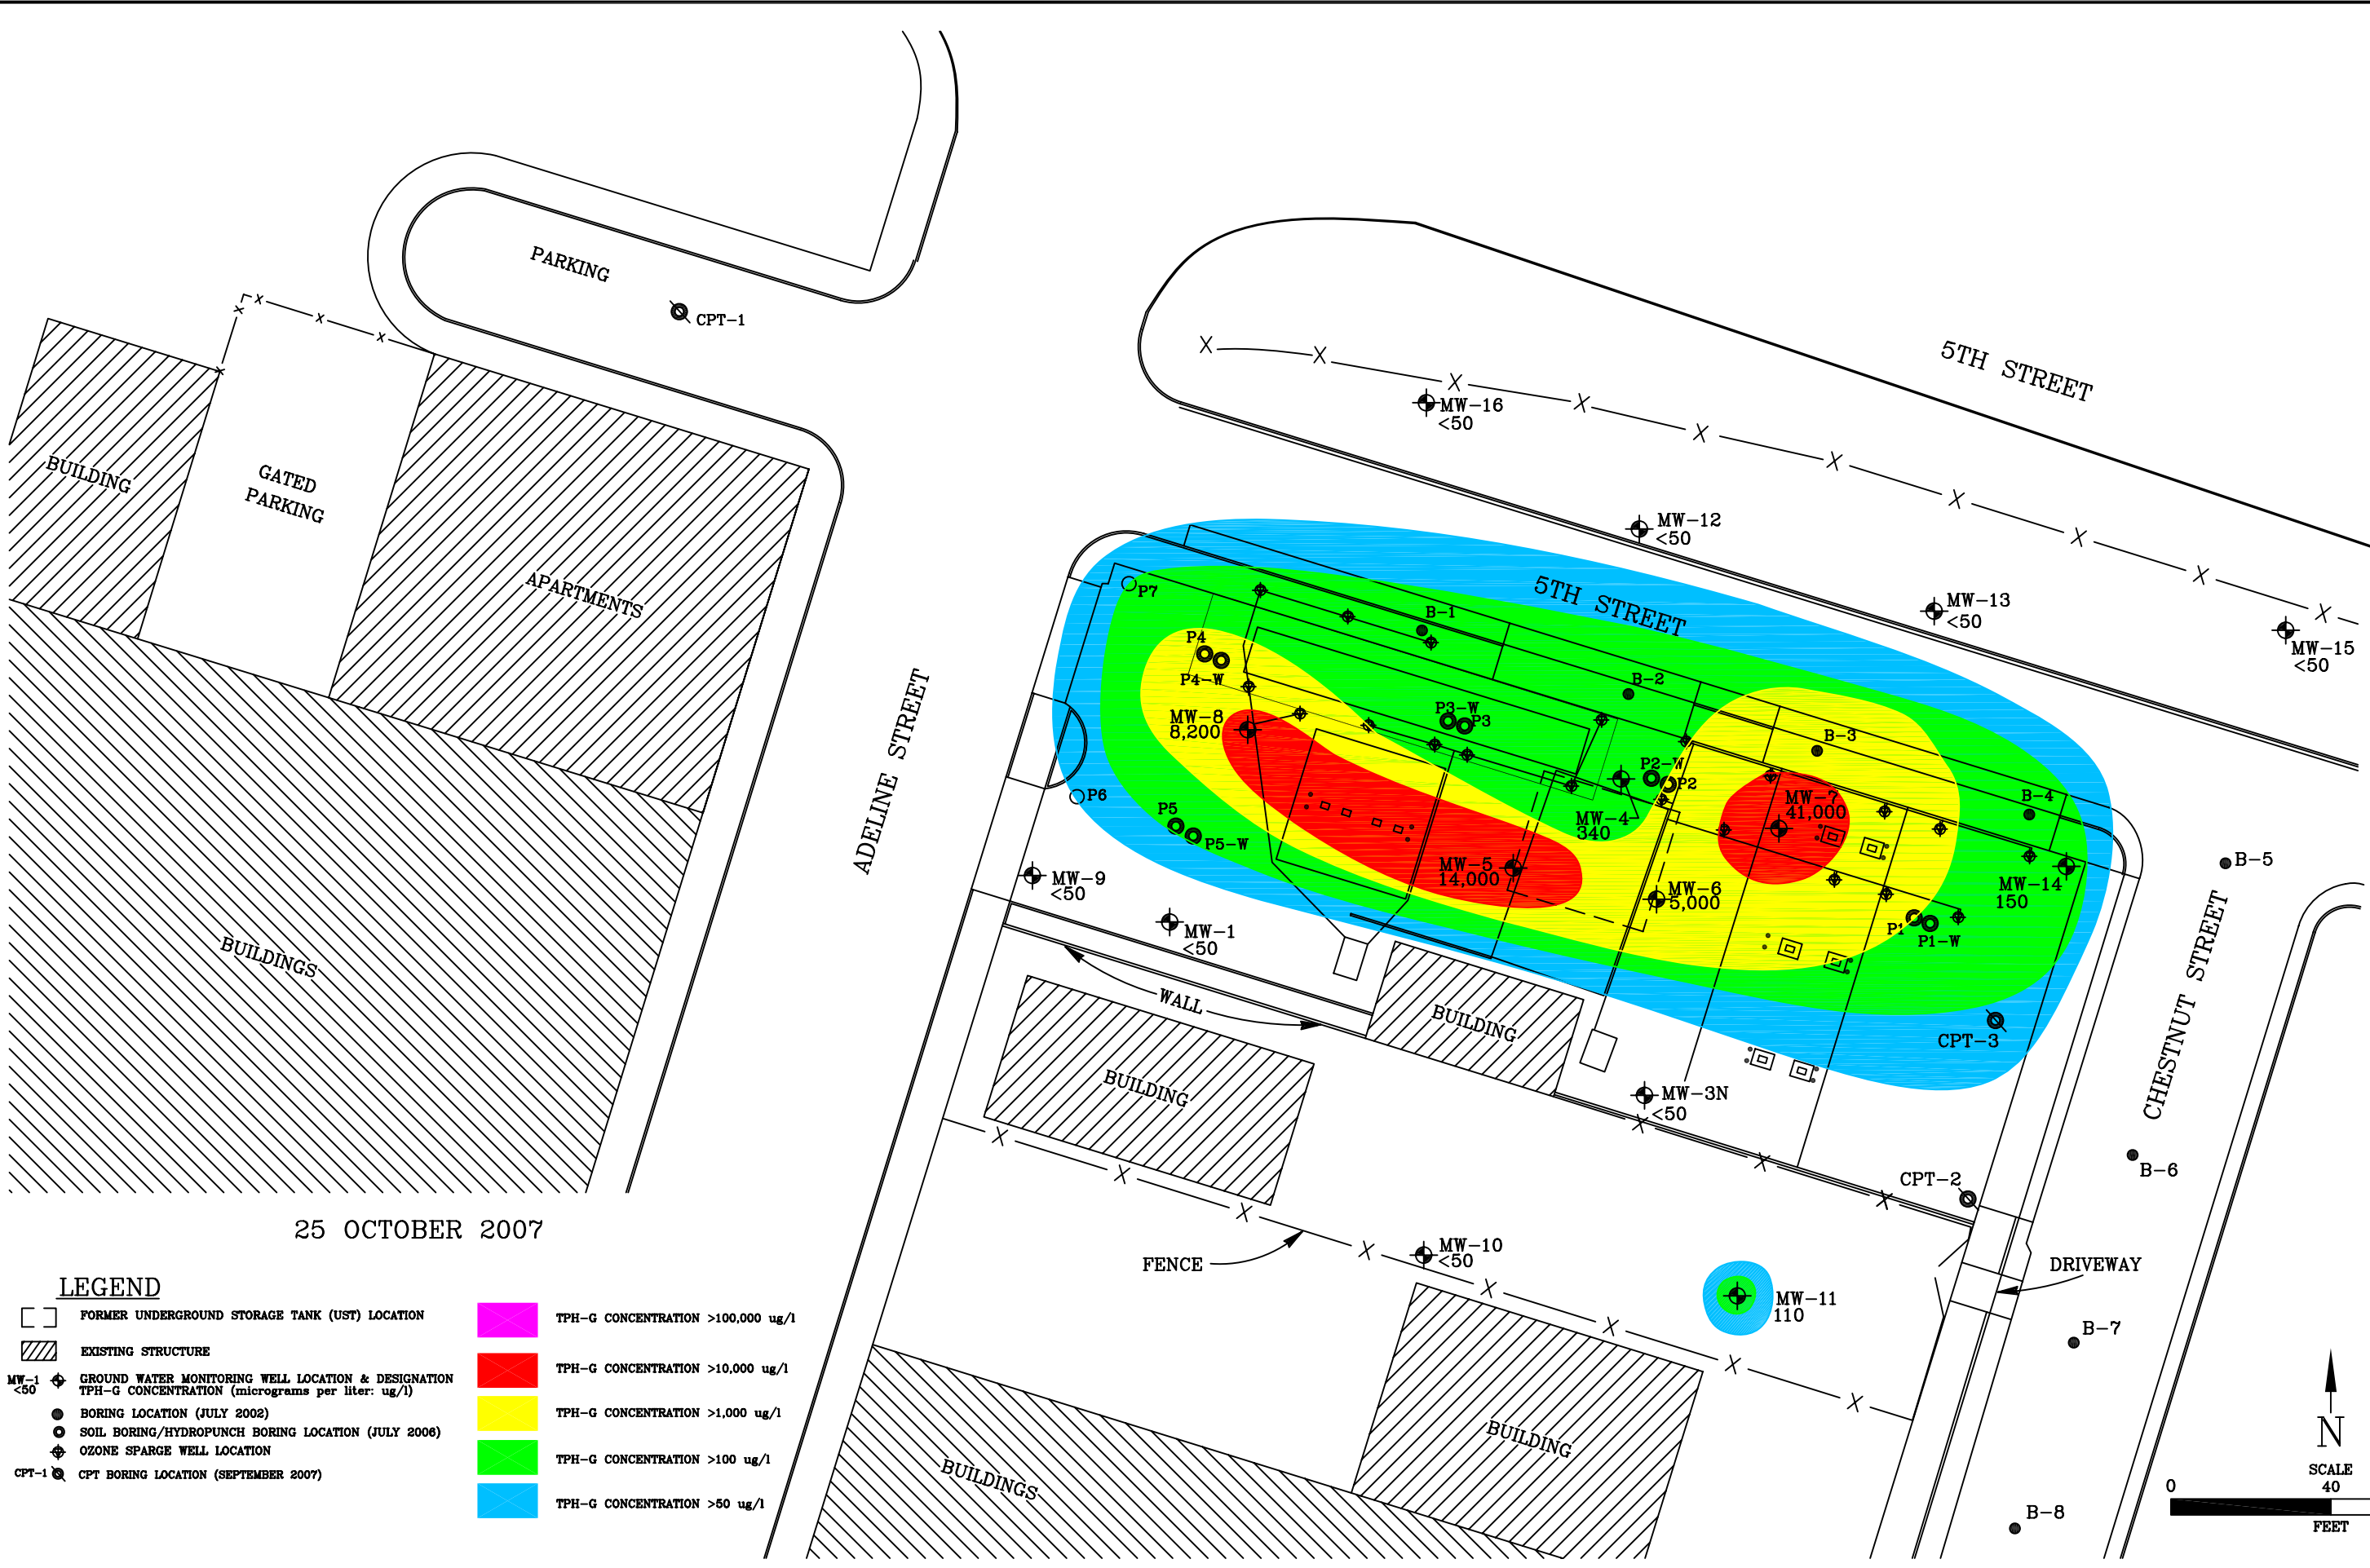 PARKING
CPT-1
5TH STREET
MW-16
<50
BUILDING
GATED
PARKING
APARTMENTS
BUILDINGS
MW-12
<50
MW-13
<50
MW-15
<50
5TH STREET
P7
B-1
P4
P4-W
B-2
P3-W
P3
MW-8
8,200
B-3
P2-W
P2
P6
MW-7
41,000
B-4
MW-4
340
P5
P5-W
ADELINE STREET
MW-5
14,000
MW-6
5,000
MW-14
150
B-5
MW-9
<50
MW-1
<50
P1
P1-W
WALL
BUILDING
CPT-3
CHESTNUT STREET
BUILDING
MW-3N
<50
CPT-2
B-6
MW-10
<50
FENCE
DRIVEWAY
MW-11
110
B-7
BUILDING
BUILDINGS
B-8
25 OCTOBER 2007
LEGEND
FORMER UNDERGROUND STORAGE TANK (UST) LOCATION
EXISTING STRUCTURE
MW-1
<50
GROUND WATER MONITORING WELL LOCATION & DESIGNATION
TPH-G CONCENTRATION (micrograms per liter: ug/l)
BORING LOCATION (JULY 2002)
SOIL BORING/HYDROPUNCH BORING LOCATION (JULY 2006)
OZONE SPARGE WELL LOCATION
CPT-1 CPT BORING LOCATION (SEPTEMBER 2007)
TPH-G CONCENTRATION >100,000 ug/l
TPH-G CONCENTRATION >10,000 ug/l
TPH-G CONCENTRATION >1,000 ug/l
TPH-G CONCENTRATION >100 ug/l
TPH-G CONCENTRATION >50 ug/l
N
SCALE
0 40
FEET